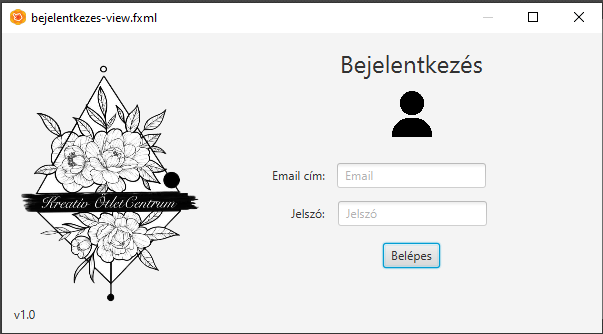 bejelentkezes-view.fxml
Bejelentkezés
Kreatív ÖtletCentrum
Email cím:
Email
Jelszó:
Jelszó
Belépes
v1.0